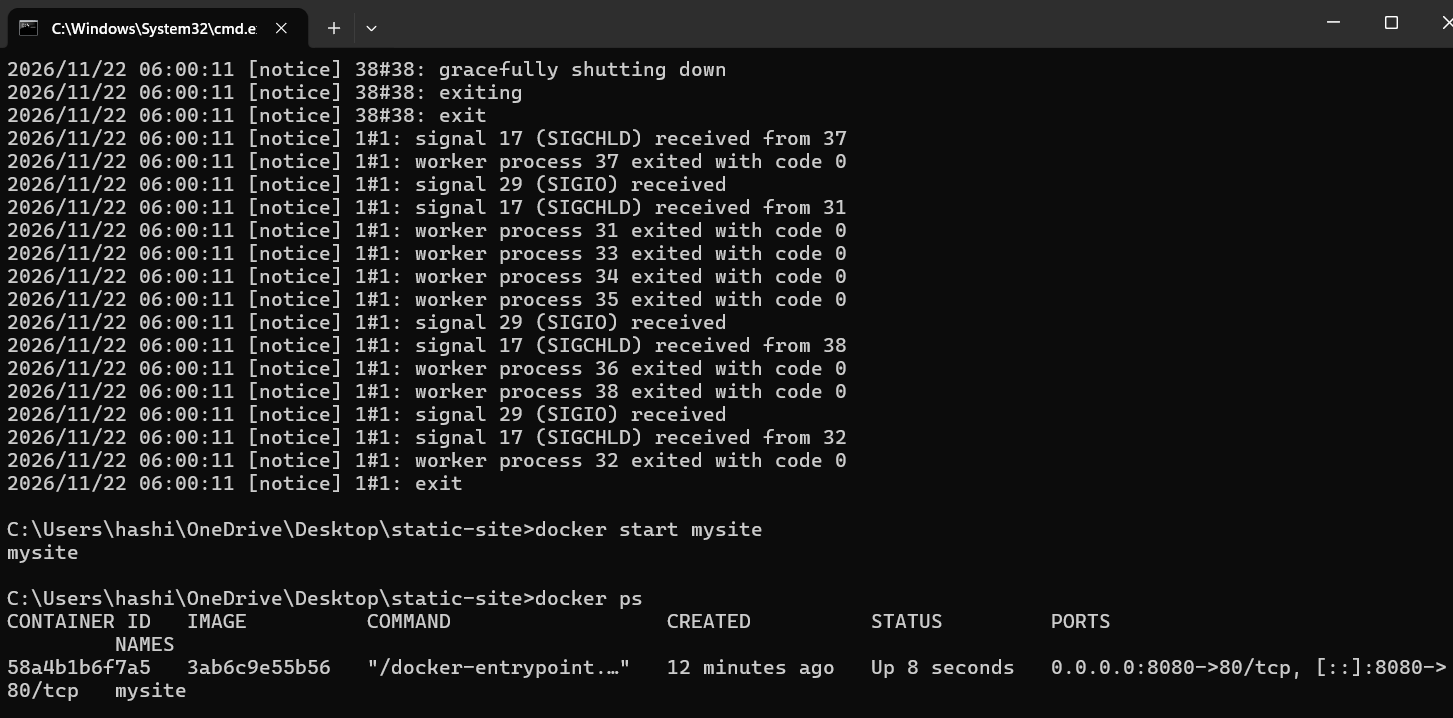 C:\Windows\System32\cmd.e
2026/11/22 06:00:11 [notice] 38#38: gracefully shutting down
2026/11/22 06:00:11 [notice] 38#38: exiting
2026/11/22 06:00:11 [notice] 38#38: exit
2026/11/22 06:00:11 [notice] 1#1: signal 17 (SIGCHLD) received from 37
2026/11/22 06:00:11 [notice] 1#1: worker process 37 exited with code 0
2026/11/22 06:00:11 [notice] 1#1: signal 29 (SIGIO) received
2026/11/22 06:00:11 [notice] 1#1: signal 17 (SIGCHLD) received from 31
2026/11/22 06:00:11 [notice] 1#1: worker process 31 exited with code 0
2026/11/22 06:00:11 [notice] 1#1: worker process 33 exited with code 0
2026/11/22 06:00:11 [notice] 1#1: worker process 34 exited with code 0
2026/11/22 06:00:11 [notice] 1#1: worker process 35 exited with code 0
2026/11/22 06:00:11 [notice] 1#1: signal 29 (SIGIO) received
2026/11/22 06:00:11 [notice] 1#1: signal 17 (SIGCHLD) received from 38
2026/11/22 06:00:11 [notice] 1#1: worker process 36 exited with code 0
2026/11/22 06:00:11 [notice] 1#1: worker process 38 exited with code 0
2026/11/22 06:00:11 [notice] 1#1: signal 29 (SIGIO) received
2026/11/22 06:00:11 [notice] 1#1: signal 17 (SIGCHLD) received from 32
2026/11/22 06:00:11 [notice] 1#1: worker process 32 exited with code 0
2026/11/22 06:00:11 [notice] 1#1: exit
C:\Users\hashi\OneDrive\Desktop\static-site>docker start mysite
mysite
C:\Users\hashi\OneDrive\Desktop\static-site>docker ps
CONTAINER ID   IMAGE          COMMAND                  CREATED          STATUS         PORTS
         NAMES
58a4b1b6f7a5   3ab6c9e55b56   "/docker-entrypoint.…"   12 minutes ago   Up 8 seconds   0.0.0.0:8080->80/tcp, [::]:8080->
80/tcp   mysite